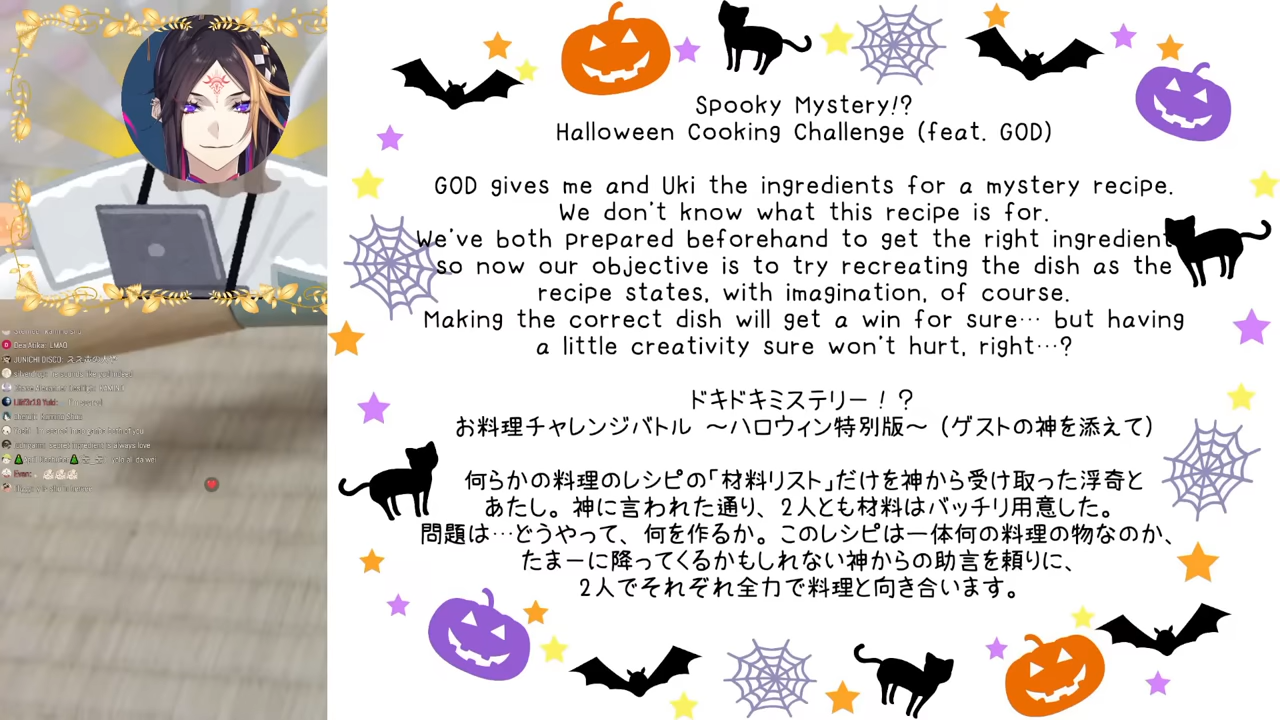 Spooky Mystery!?
Halloween Cooking Challenge (feat. GOD)
GOD gives me and Uki the ingredients for a mystery recipe.
We don't know what this recipe is for.
We've both prepared beforehand to get the right ingredient
so now our objective is to try recreating the dish as the
recipe states, with imagination, of course.
Making the correct dish will get a win for sure… but having
a little creativity sure won't hurt, right…?
ドキドキミステリー！？
お料理チャレンジバトル ～ハロウィン特別版～（ゲストの神を添えて）
何らかの料理のレシピの「材料リスト」だけを神から受け取った浮奇と
あたし。神に言われた通り、2人とも材料はバッチリ用意した。
問題は…どうやって、何を作るか。このレシピは一体何の料理の物なのか、
たまーに降ってくるかもしれない神からの助言を頼りに、
2人でそれぞれ全力で料理と向き合います。
LMAO
JUNICHI DISCO: